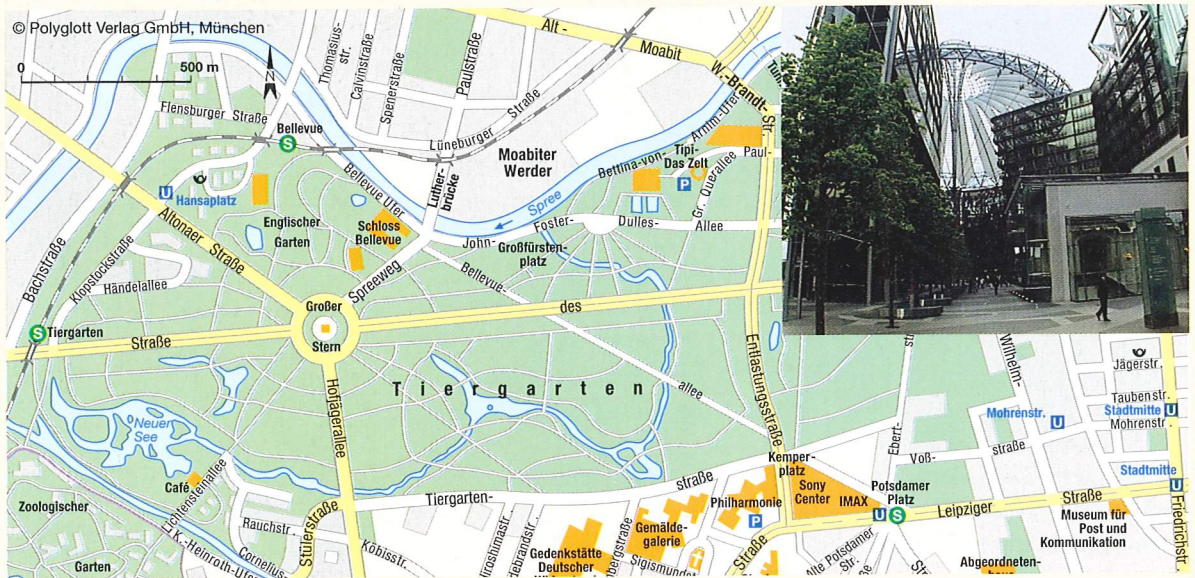 © Polyglott Verlag GmbH, München
0
500 m
N
Thomasius-
str.
Calvinstraße
Spenerstraße
Paulstraße
Alt -
Moabit
W.-Brandt-
Str.
Flensburger Straße
Bellevue
S
Lüneburger
Straße
Moabiter
Werder
Bettina-von-
Arnim-Ufer
Tipi-
Das Zelt
P
Paul-
Gr. Querallee
U
Hansaplatz
Bellevue Ufer
Luther-
brücke
Spree
Englischer
Garten
Schloss
Bellevue
John-
Foster-
Dulles-
Allee
Großfürsten-
platz
Altonaer Straße
Bachstraße
Klopstockstraße
Händelallee
Spreeweg
Bellevue-
allee
Großer
Stern
S
Tiergarten
Straße
des
Entlastungsstraße
Tiergarten
Hofjägerallee
Neuer
See
Café
Lichtensteinallee
Zoologischer
Garten
K.-Heinroth-Ufer
Cornelius-
Rauchstr.
Stülerstraße
Köbisstr.
Tiergarten-
straße
Hiroshimastr.
Gedenkstätte
Deutscher
Gemälde-
galerie
Sigismundst
Philharmonie
P
Kemper-
platz
Sony
Center
IMAX
U
S
Potsdamer
Platz
Straße
Alte Potsdamer
Str.
Ebert-
Voß-
straße
Wilhelm-
Mohrenstr.
U
Jägerstr.
Taubenstr.
Stadtmitte
U
Mohrenstr.
Stadtmitte
U
Leipziger
Straße
Friedrichstr.
Museum für
Post und
Kommunikation
Abgeordneten-